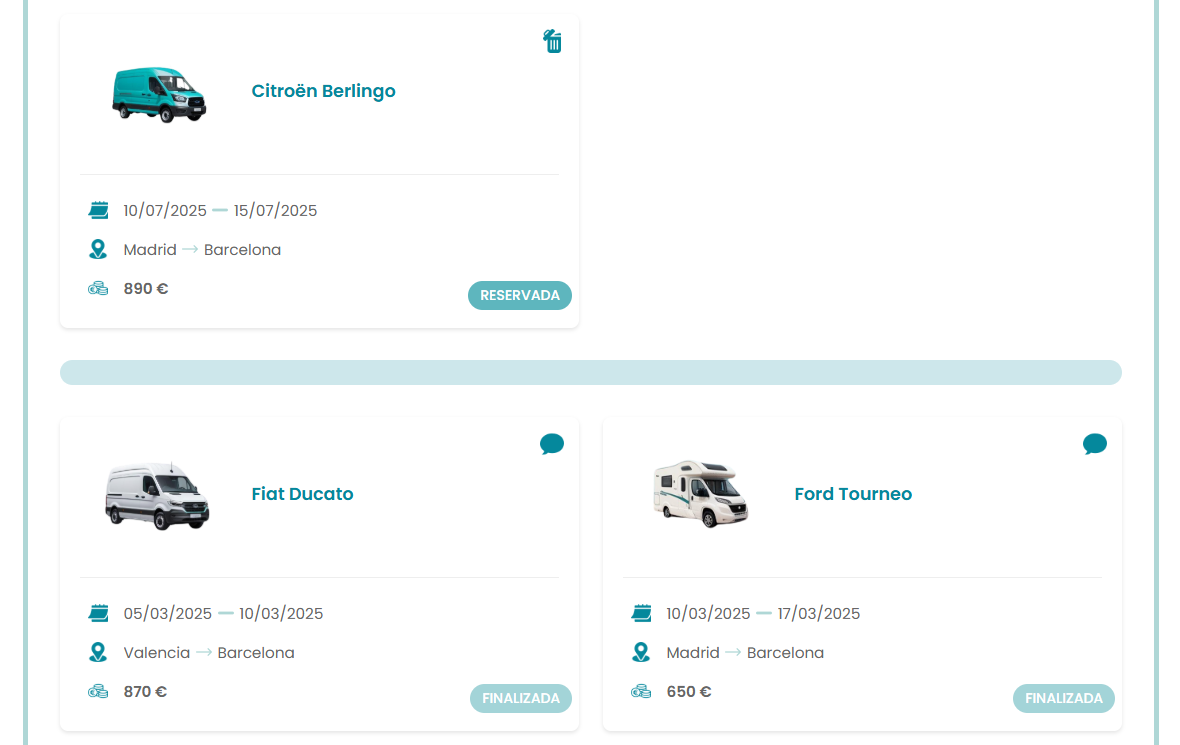 Citroën Berlingo
10/07/2025 — 15/07/2025
Madrid → Barcelona
890 €
RESERVADA
Fiat Ducato
05/03/2025 — 10/03/2025
Valencia → Barcelona
870 €
FINALIZADA
Ford Tourneo
10/03/2025 — 17/03/2025
Madrid → Barcelona
650 €
FINALIZADA